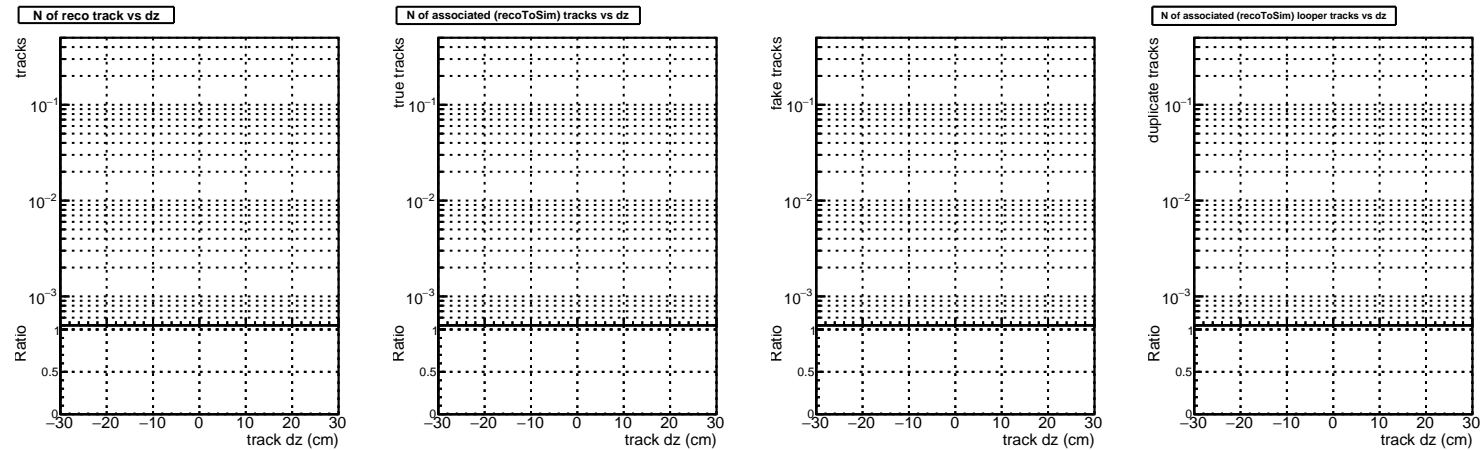 N of reco track vs dz
tracks
10⁻¹
10⁻²
10⁻³
Ratio
1
0.5
0
−30 −20 −10 0 10 20 30
track dz (cm)
N of associated (recoToSim) tracks vs dz
true tracks
10⁻¹
10⁻²
10⁻³
Ratio
1
0.5
0
−30 −20 −10 0 10 20 30
track dz (cm)
fake tracks
10⁻¹
10⁻²
10⁻³
Ratio
1
0.5
0
−30 −20 −10 0 10 20 30
track dz (cm)
N of associated (recoToSim) looper tracks vs dz
duplicate tracks
10⁻¹
10⁻²
10⁻³
Ratio
1
0.5
0
−30 −20 −10 0 10 20 30
track dz (cm)